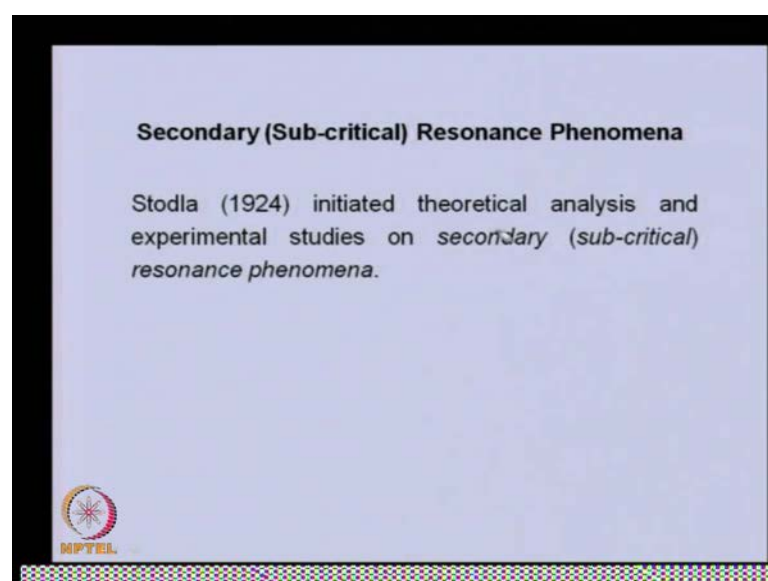 Secondary (Sub-critical) Resonance Phenomena
Stodla (1924) initiated theoretical analysis and
experimental studies on secondary (sub-critical)
resonance phenomena.
NPTEL